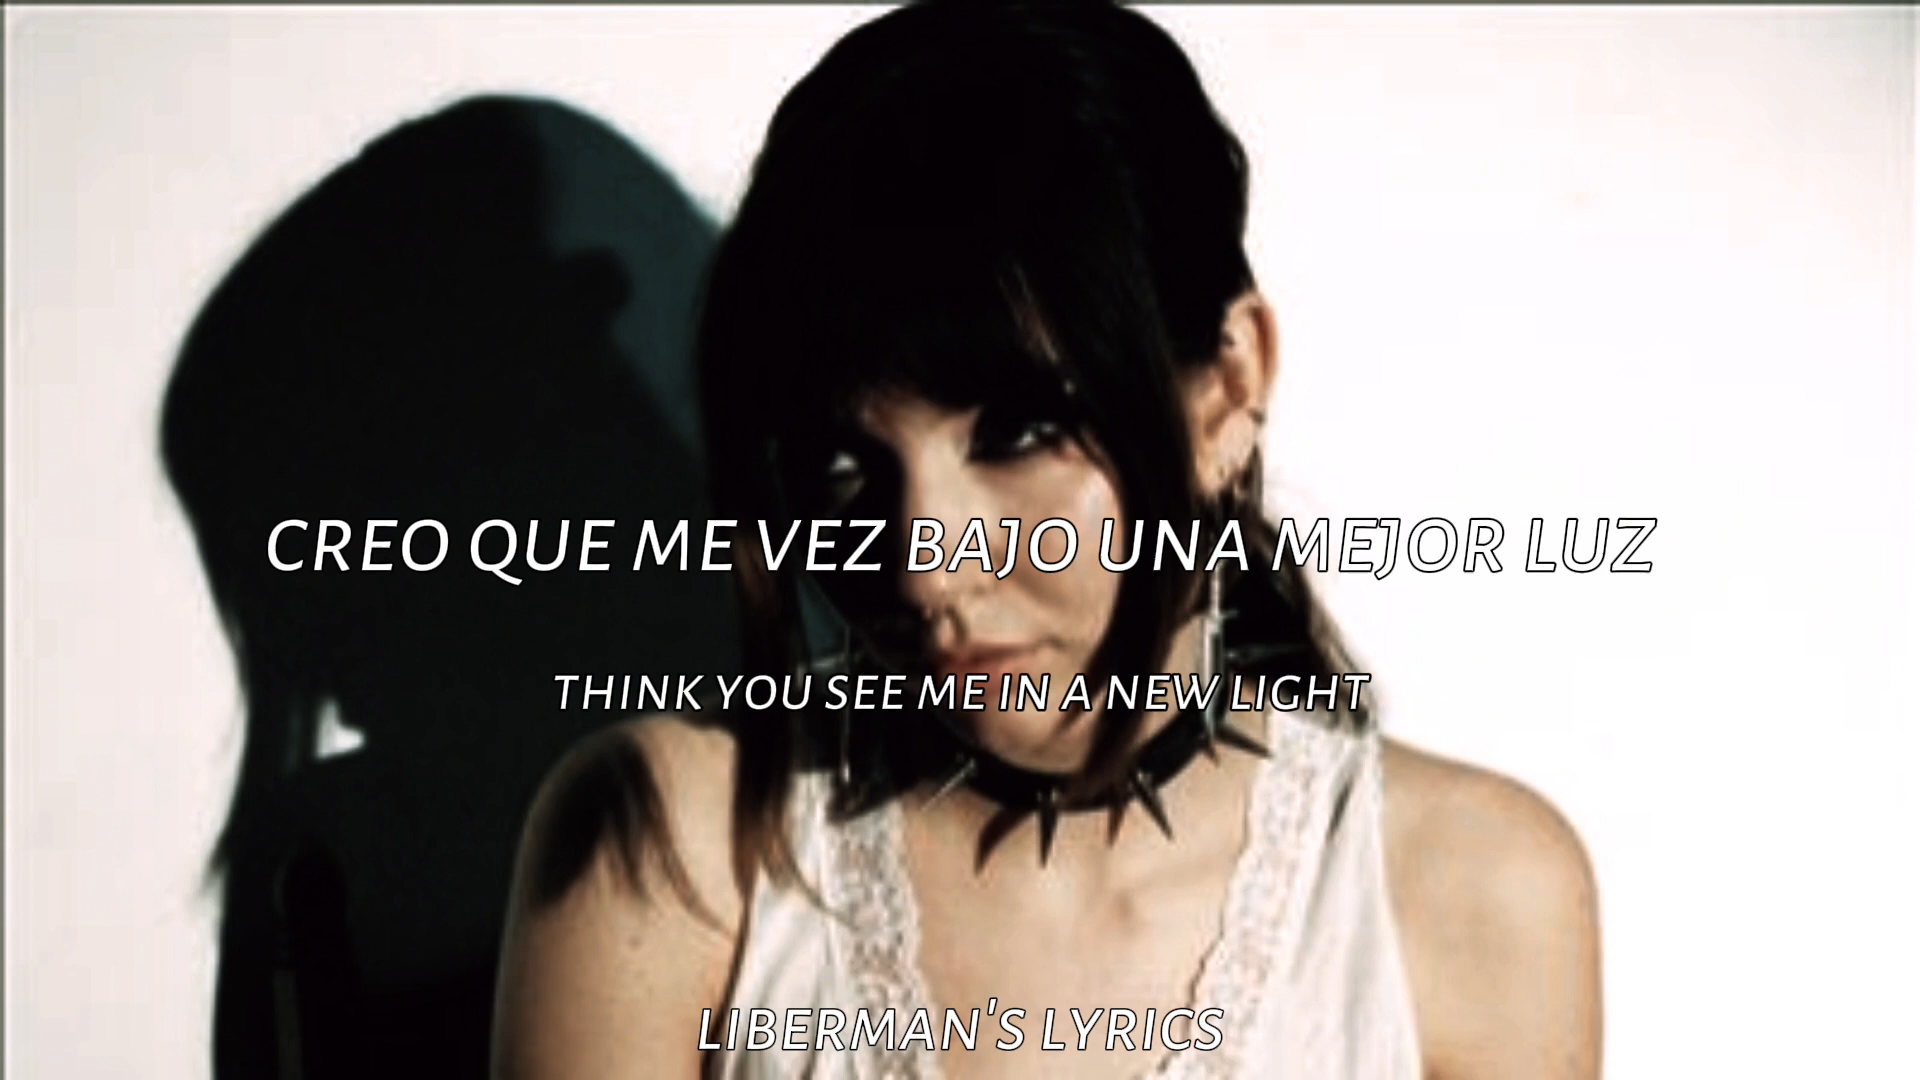 CREO QUE ME VEZ BAJO UNA MEJOR LUZ
THINK YOU SEE ME IN A NEW LIGHT
LIBERMAN'S LYRICS